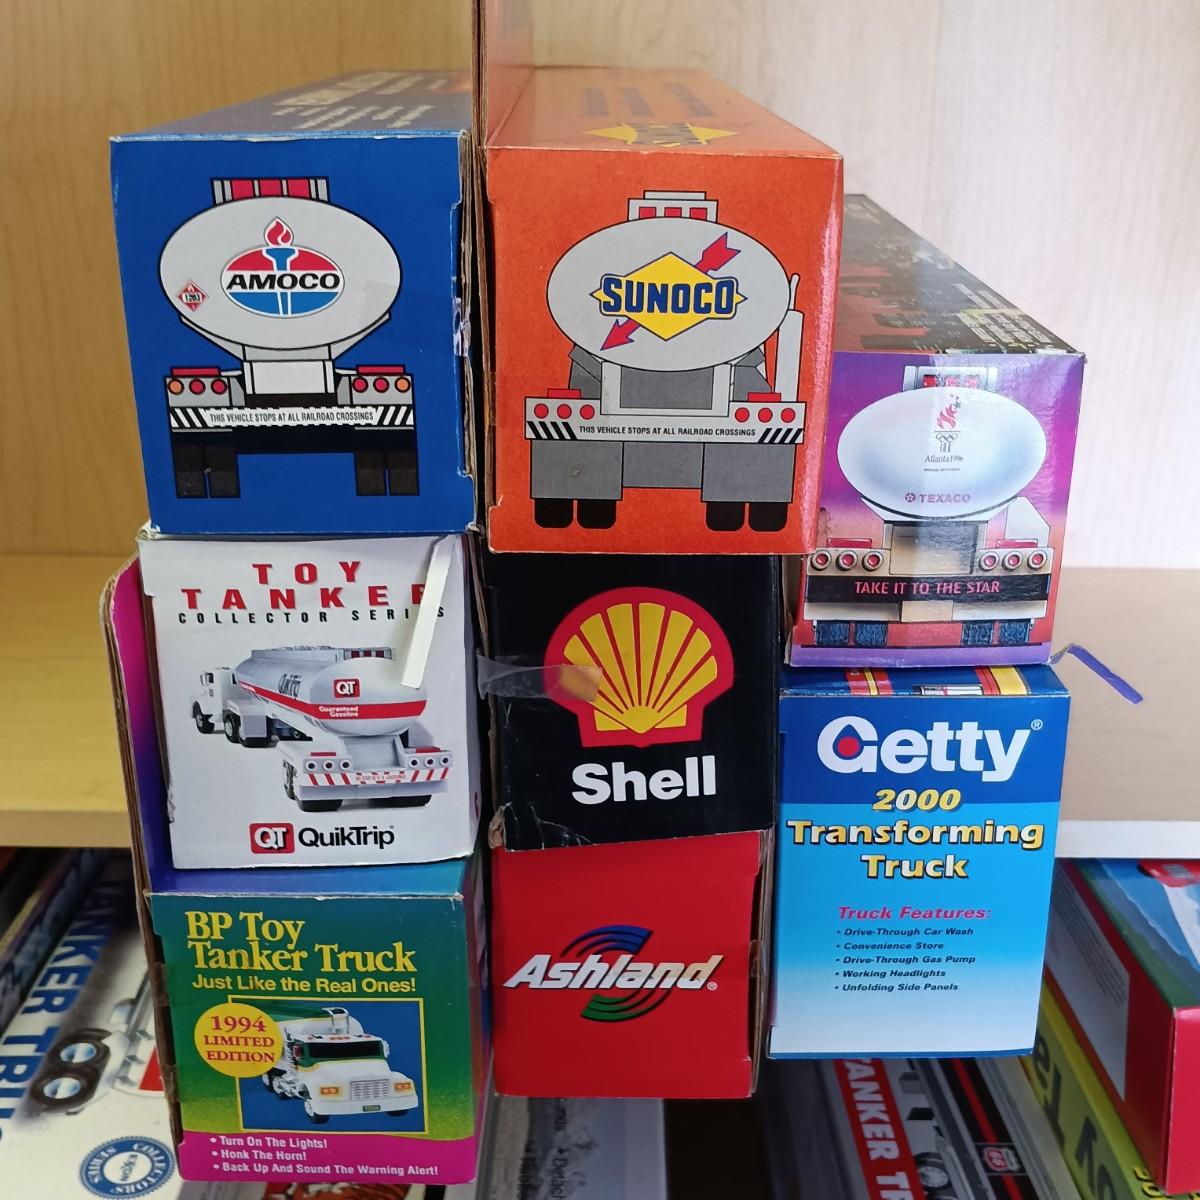 AMOCO
1203
THIS VEHICLE STOPS AT ALL RAILROAD CROSSINGS
SUNOCO
THIS VEHICLE STOPS AT ALL RAILROAD CROSSINGS
Atlanta 1996
TEXACO
TAKE IT TO THE STAR
TOY
TANKER
COLLECTOR SERIES
QT
Guaranteed
Gasoline
QT QuikTrip
Shell
Getty®
2000
Transforming
Truck
Truck Features:
• Drive-Through Car Wash
• Convenience Store
• Drive-Through Gas Pump
• Working Headlights
• Unfolding Side Panels
BP Toy
Tanker Truck
Just Like the Real Ones!
1994
LIMITED
EDITION
• Turn On The Lights!
• Honk The Horn!
• Back Up And Sound The Warning Alert!
Ashland®
TANKER TRU
COLLECTORS
SERIES
TANKER TR